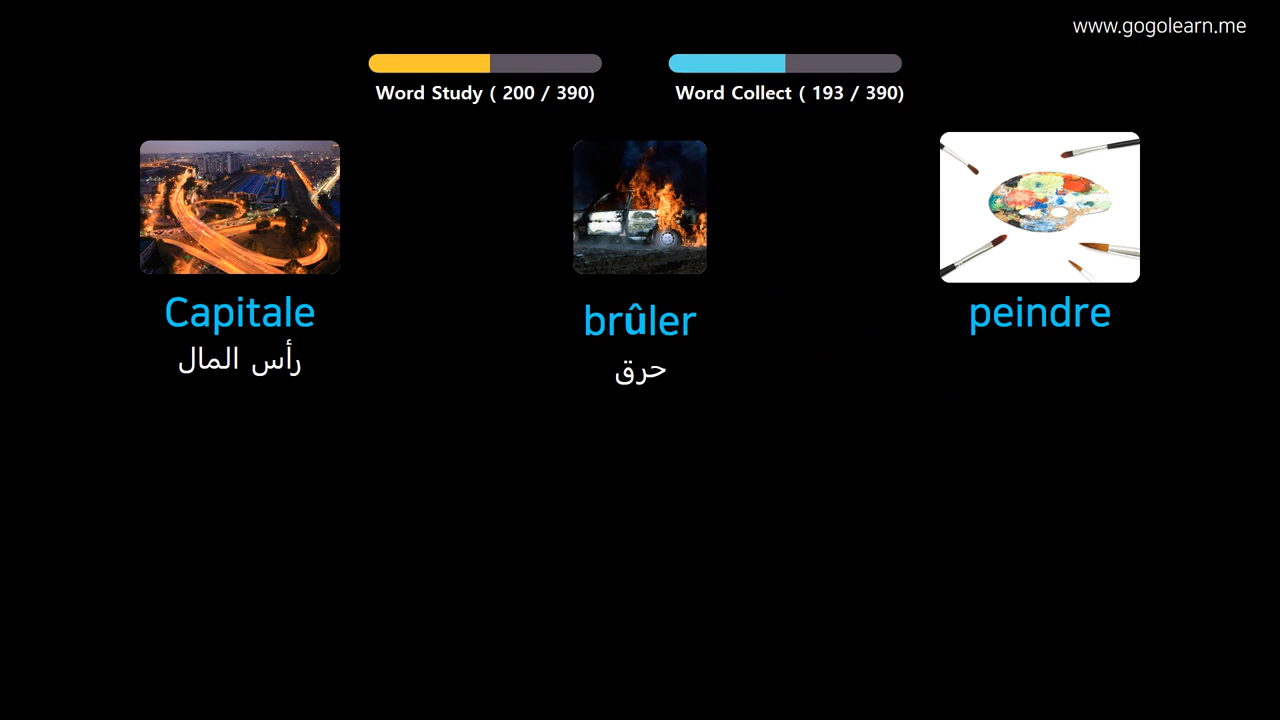 www.gogolearn.me
Word Study ( 200 / 390)
Word Collect ( 193 / 390)
Capitale
رأس المال
brûler
حرق
peindre